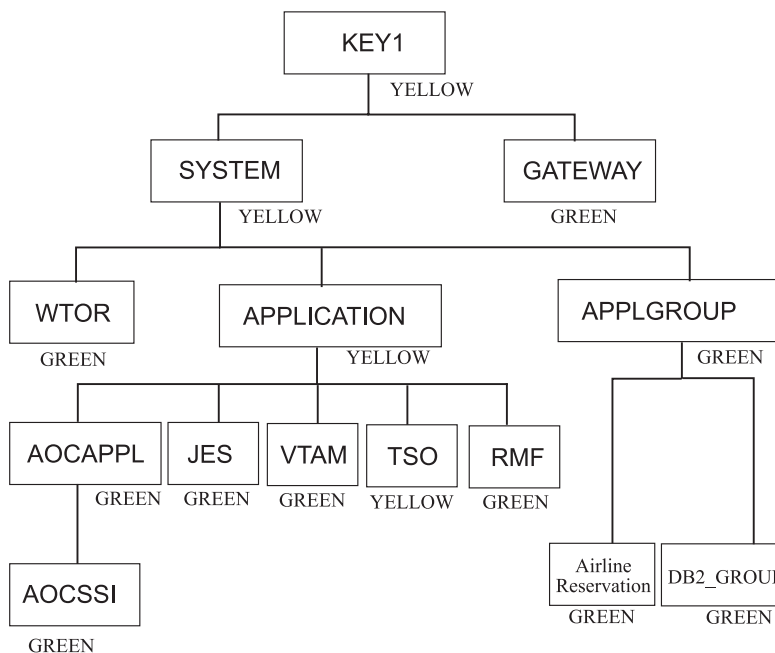 KEY1
YELLOW
SYSTEM
GATEWAY
YELLOW
GREEN
WTOR
APPLICATION
APPLGROUP
GREEN
YELLOW
GREEN
AOCAPPL
JES
VTAM
TSO
RMF
GREEN
GREEN
GREEN
YELLOW
GREEN
AOCSSI
Airline
Reservation
DB2_GROUP
GREEN
GREEN
GREEN